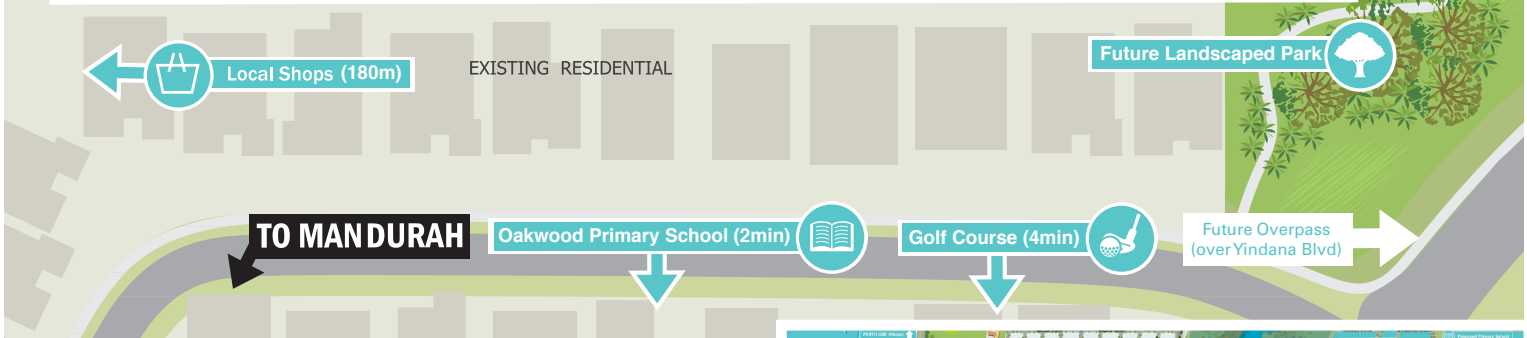 Future Landscaped Park
Local Shops (180m)
EXISTING RESIDENTIAL
TO MANDURAH
Oakwood Primary School (2min)
Golf Course (4min)
Future Overpass
(over Yindana Blvd)